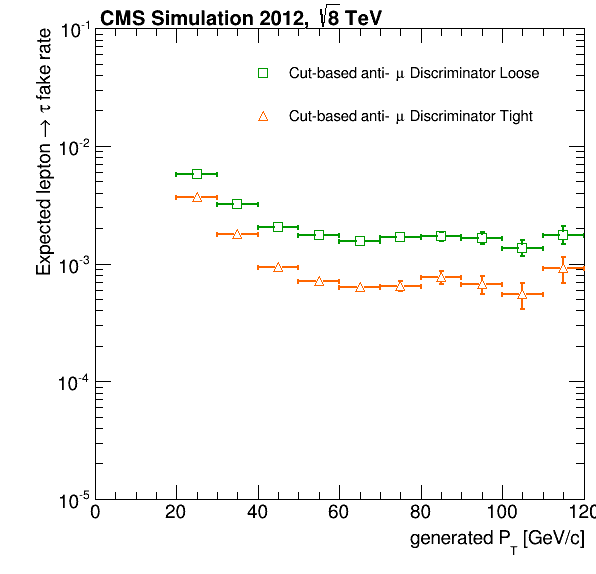 CMS Simulation 2012, √8 TeV
Expected lepton → τ fake rate
10⁻¹
10⁻²
10⁻³
10⁻⁴
10⁻⁵
Cut-based anti- μ Discriminator Loose
Cut-based anti- μ Discriminator Tight
0 20 40 60 80 100 120
generated P_T [GeV/c]